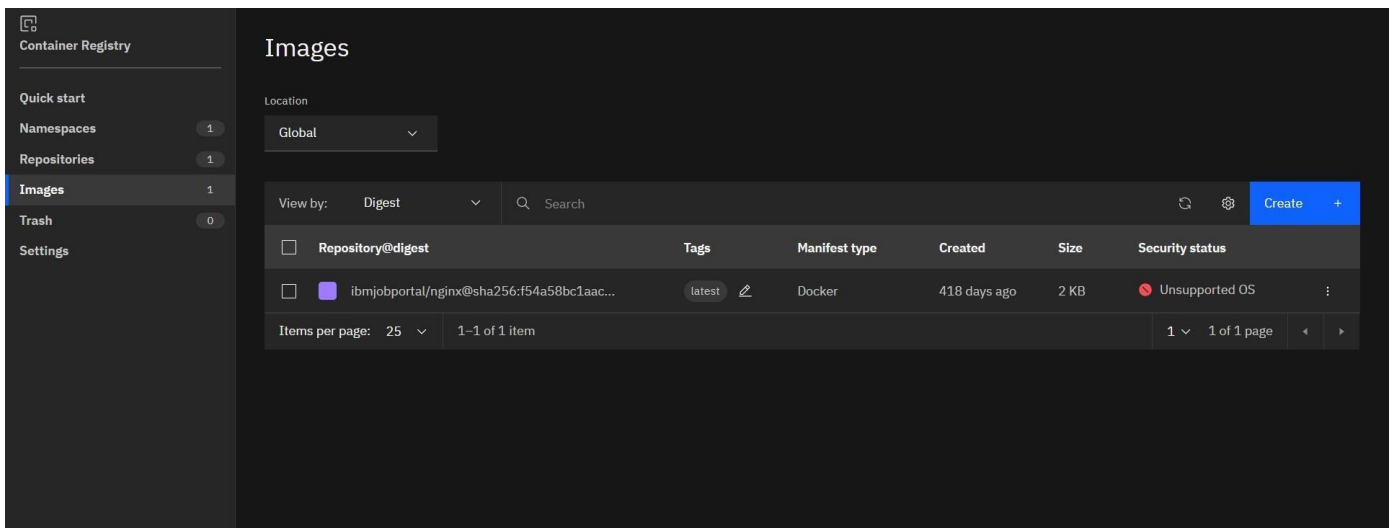 Container Registry
Quick start
Namespaces 1
Repositories 1
Images 1
Trash 0
Settings
Images
Location
Global
View by: Digest Search Create +
Repository@digest Tags Manifest type Created Size Security status
ibmjobportal/nginx@sha256:f54a58bc1aac... latest Docker 418 days ago 2 KB Unsupported OS
Items per page: 25 1–1 of 1 item 1 1 of 1 page